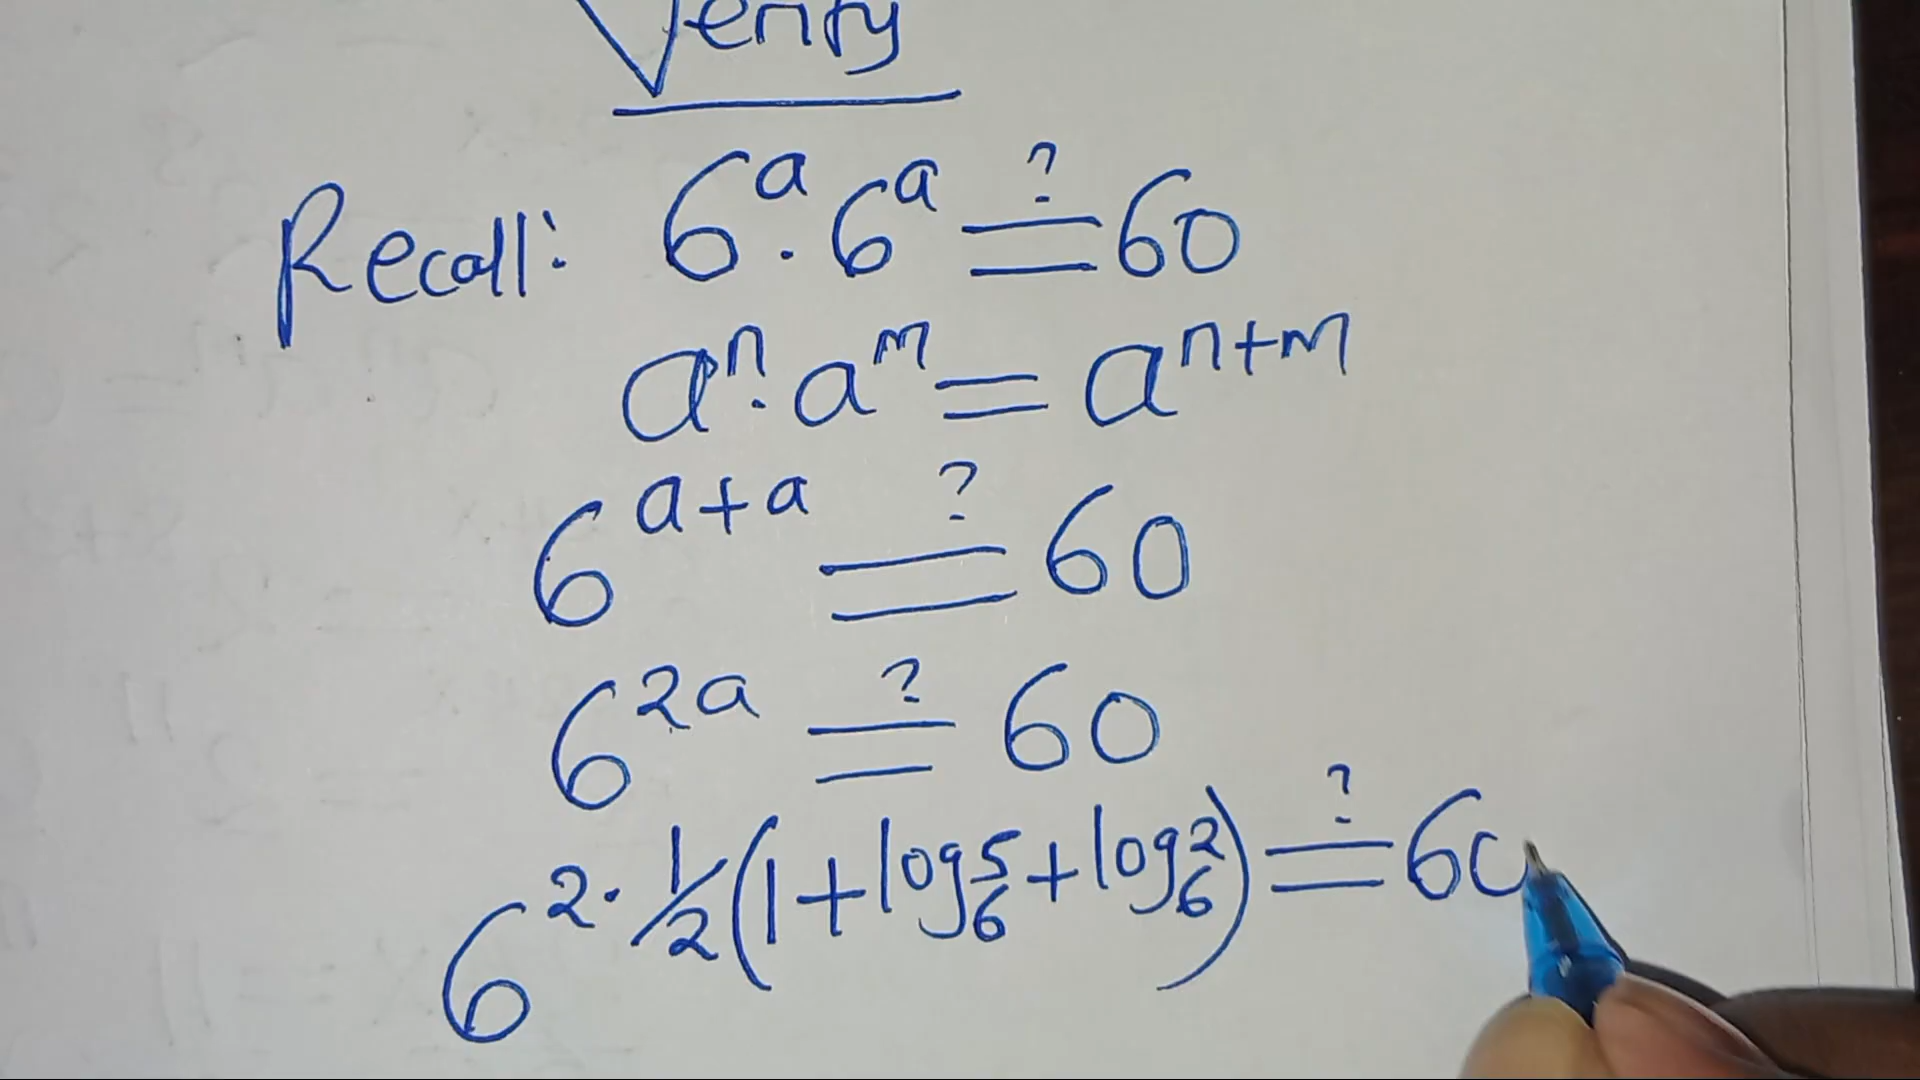 Verify
Recall: 6^a · 6^a =? 60
a^n · a^m = a^(n+m)
6^(a+a) =? 60
6^(2a) =? 60
6^(2 · 1/2 (1 + log_6 5 + log_6 2)) =? 60